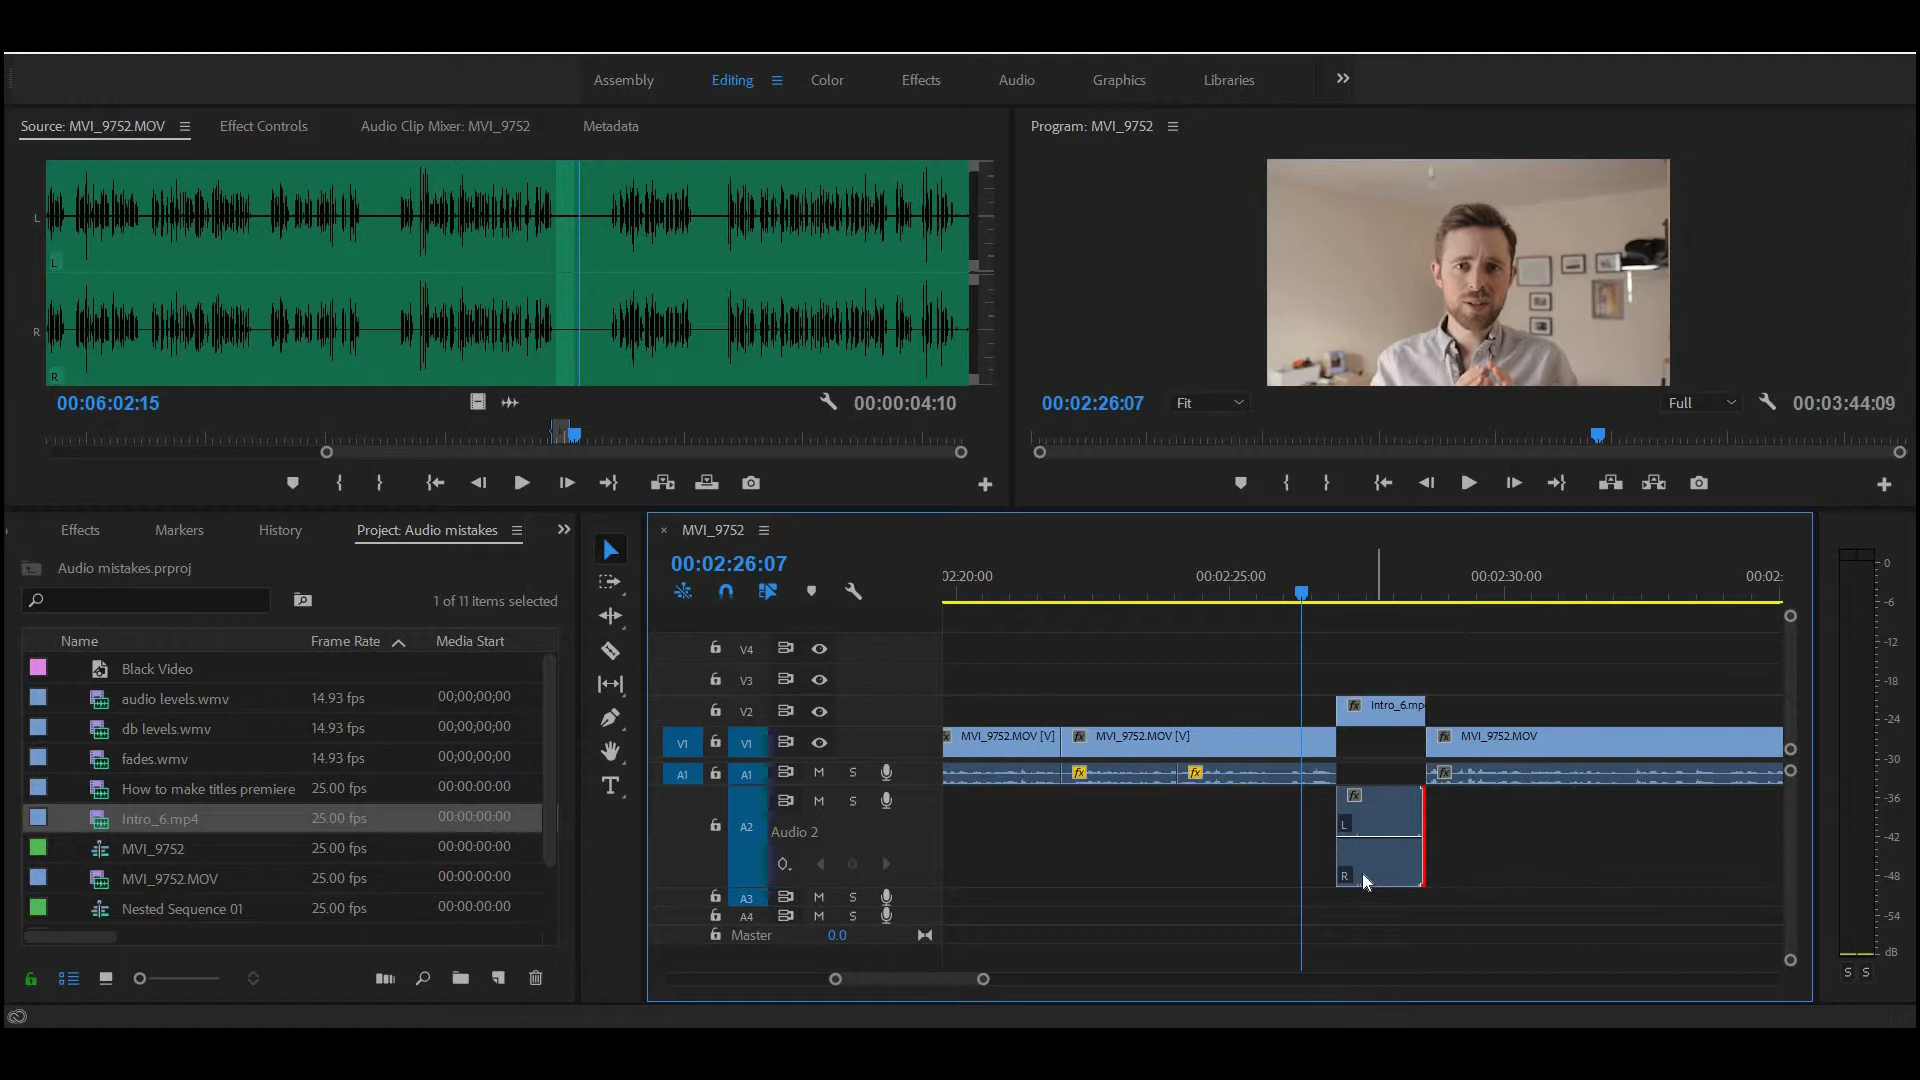 Assembly Editing Color Effects Audio Graphics Libraries
Source: MVI_9752.MOV Effect Controls Audio Clip Mixer: MVI_9752 Metadata
Program: MVI_9752
L
L
R
R
00:06:02:15 00:00:04:10
00:02:26:07 Fit Full 00:03:44:09
Effects Markers History Project: Audio mistakes
Audio mistakes.prproj
1 of 11 items selected
Name Frame Rate Media Start
Black Video
audio levels.wmv 14.93 fps 00;00;00;00
db levels.wmv 14.93 fps 00;00;00;00
fades.wmv 14.93 fps 00;00;00;00
How to make titles premiere 25.00 fps 00:00:00:00
Intro_6.mp4 25.00 fps 00:00:00:00
MVI_9752 25.00 fps 00:00:00:00
MVI_9752.MOV 25.00 fps 00:00:00:00
Nested Sequence 01 25.00 fps 00:00:00:00
× MVI_9752
00:02:26:07
02:20:00 00:02:25:00 00:02:30:00 00:02:
V4
V3
V2 fx Intro_6.mp
V1 V1 fx MVI_9752.MOV [V] fx MVI_9752.MOV [V] fx MVI_9752.MOV
A1 A1 M S fx fx fx
M S fx
A2 Audio 2 L
R
A3 M S
A4 M S
Master 0.0
0
-6
-12
-18
-24
-30
-36
-42
-48
-54
dB
S S